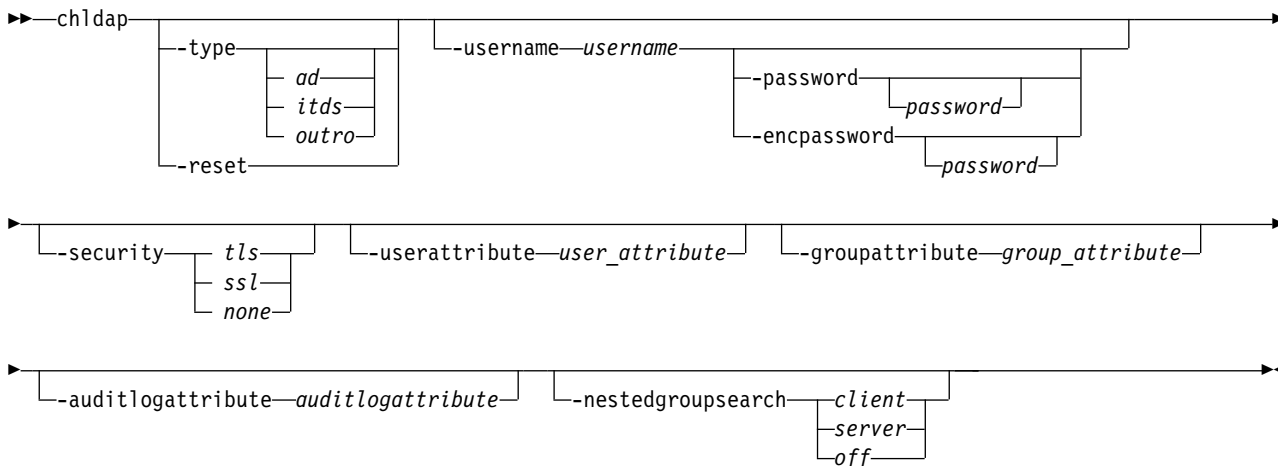 chldap
-type
-username username
ad
-password
itds
password
outro
-encpassword
-reset
password
-security tls
-userattribute user_attribute
-groupattribute group_attribute
ssl
none
-auditlogattribute auditlogattribute
-nestedgroupsearch client
server
off